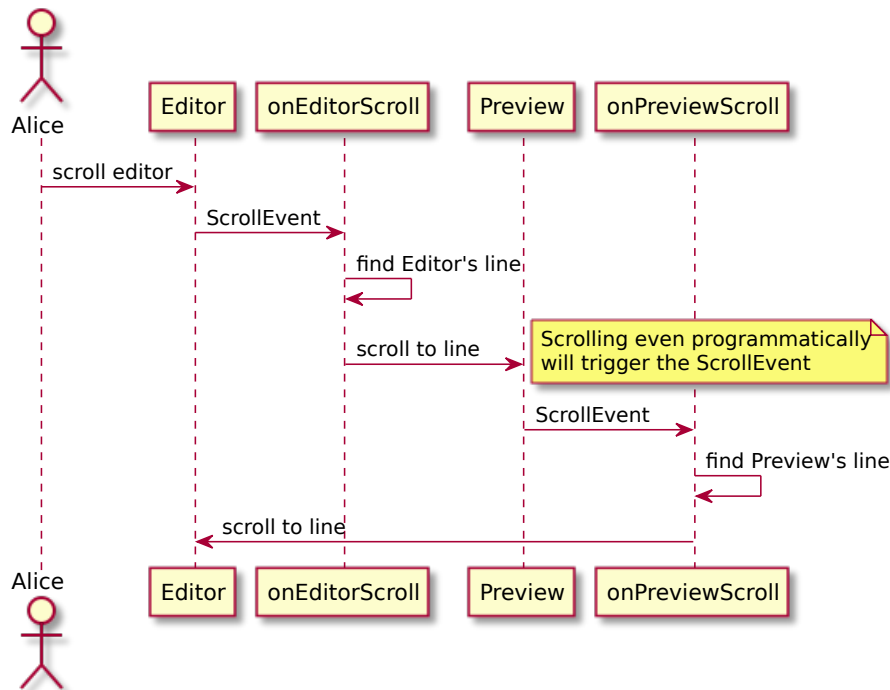 Alice
Editor
onEditorScroll
Preview
onPreviewScroll
scroll editor
ScrollEvent
find Editor's line
Scrolling even programmatically
will trigger the ScrollEvent
scroll to line
ScrollEvent
find Preview's line
scroll to line
Alice
Editor
onEditorScroll
Preview
onPreviewScroll